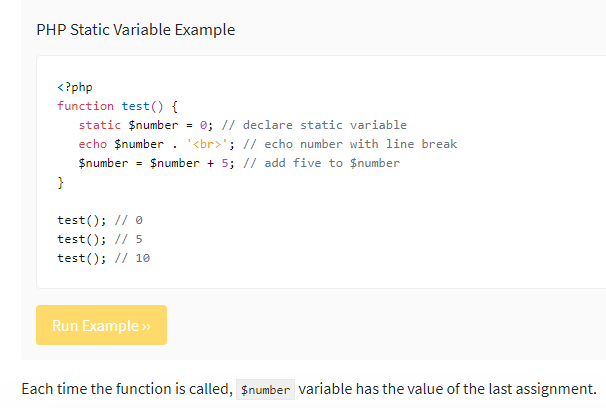 PHP Static Variable Example
<?php
function test() {
static $number = 0; // declare static variable
echo $number . '<br>'; // echo number with line break
$number = $number + 5; // add five to $number
}
test(); // 0
test(); // 5
test(); // 10
Run Example »
Each time the function is called, $number variable has the value of the last assignment.